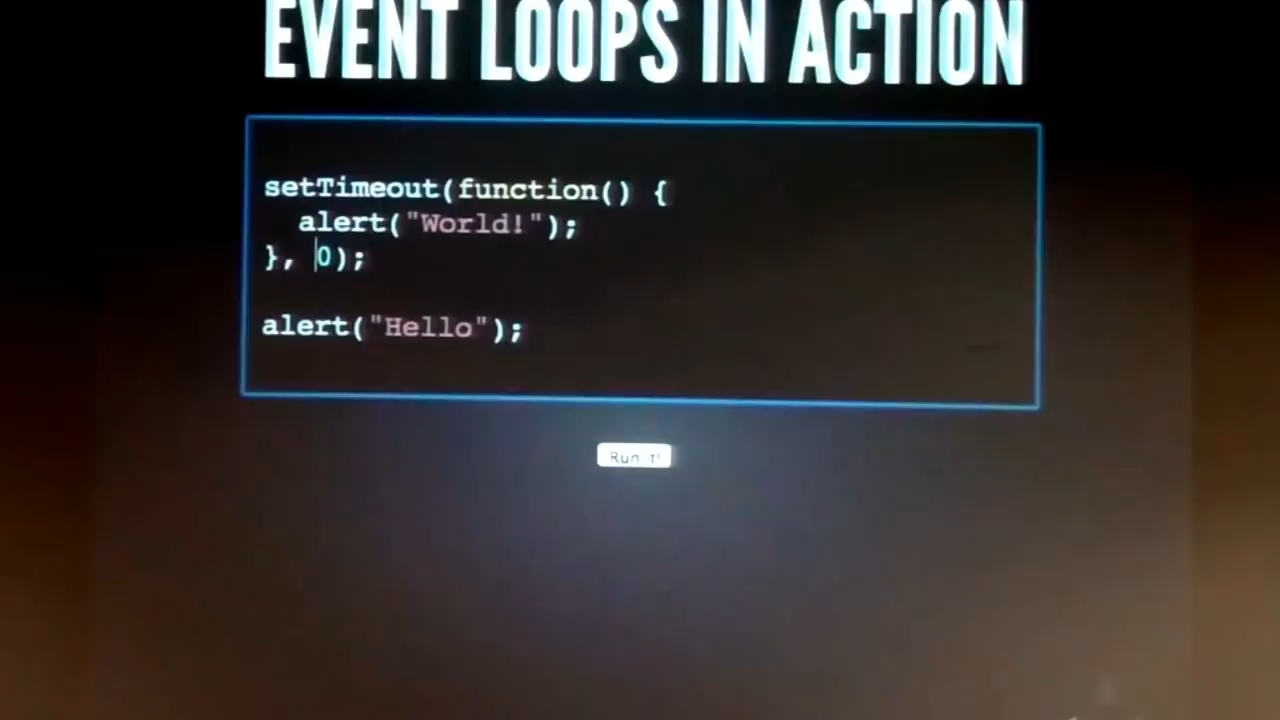 EVENT LOOPS IN ACTION
setTimeout(function() {
  alert("World!");
}, 0);
alert("Hello");
Run it!